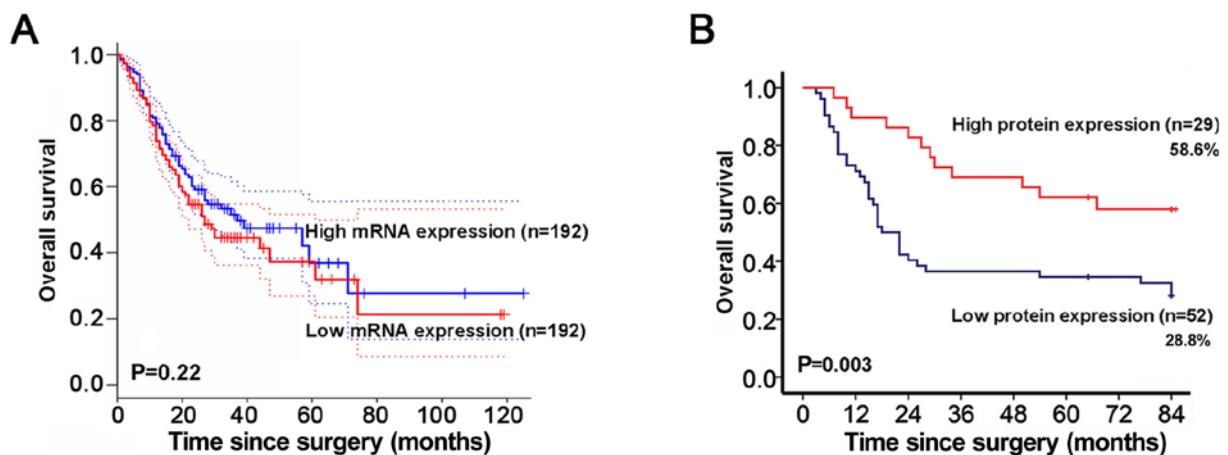 A
Overall survival
1.0
0.8
0.6
0.4
0.2
0.0
High mRNA expression (n=192)
Low mRNA expression (n=192)
P=0.22
0 20 40 60 80 100 120
Time since surgery (months)
B
Overall survival
1.0
0.8
0.6
0.4
0.2
0.0
High protein expression (n=29)
58.6%
Low protein expression (n=52)
28.8%
P=0.003
0 12 24 36 48 60 72 84
Time since surgery (months)